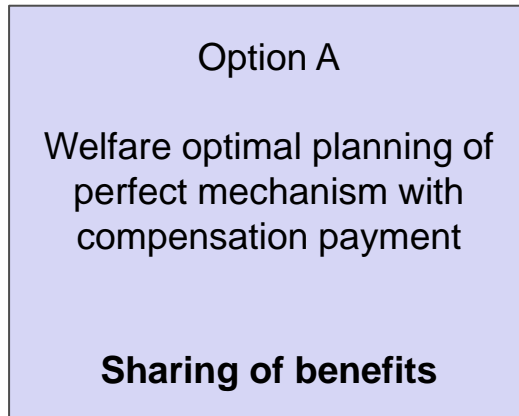 Option A
Welfare optimal planning of
perfect mechanism with
compensation payment
Sharing of benefits